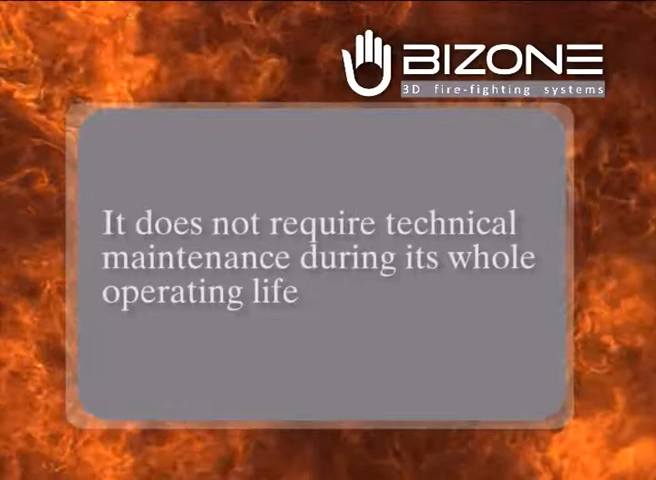 BIZONE
3D fire-fighting systems
It does not require technical
maintenance during its whole
operating life